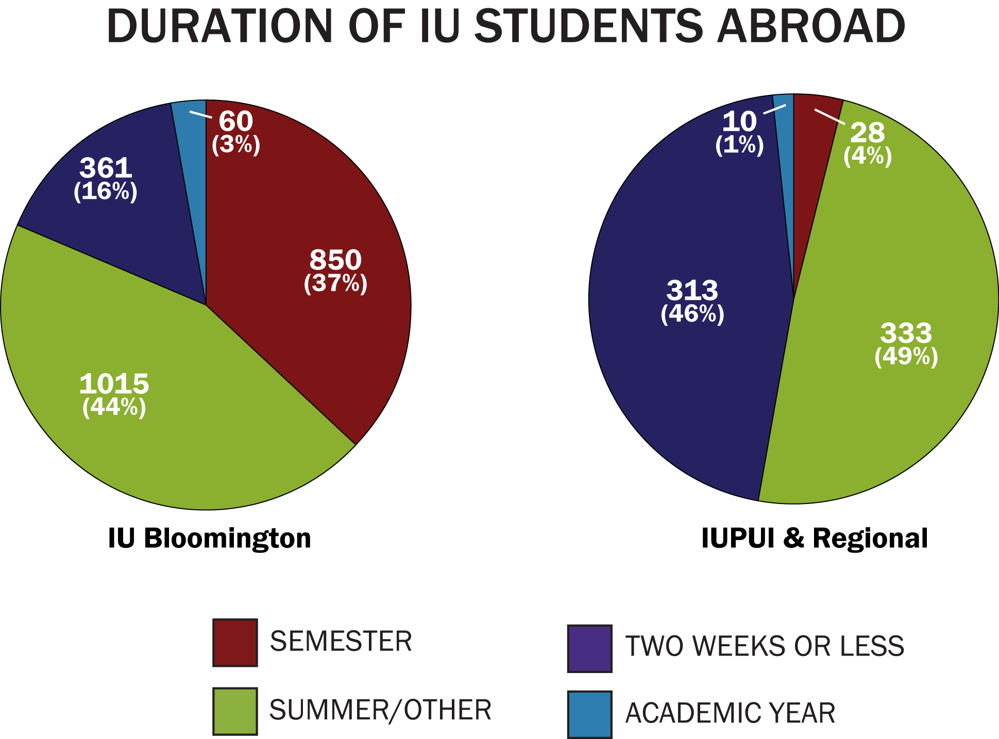 DURATION OF IU STUDENTS ABROAD
60
(3%)
361
(16%)
850
(37%)
1015
(44%)
IU Bloomington
10
(1%)
28
(4%)
313
(46%)
333
(49%)
IUPUI & Regional
SEMESTER
SUMMER/OTHER
TWO WEEKS OR LESS
ACADEMIC YEAR